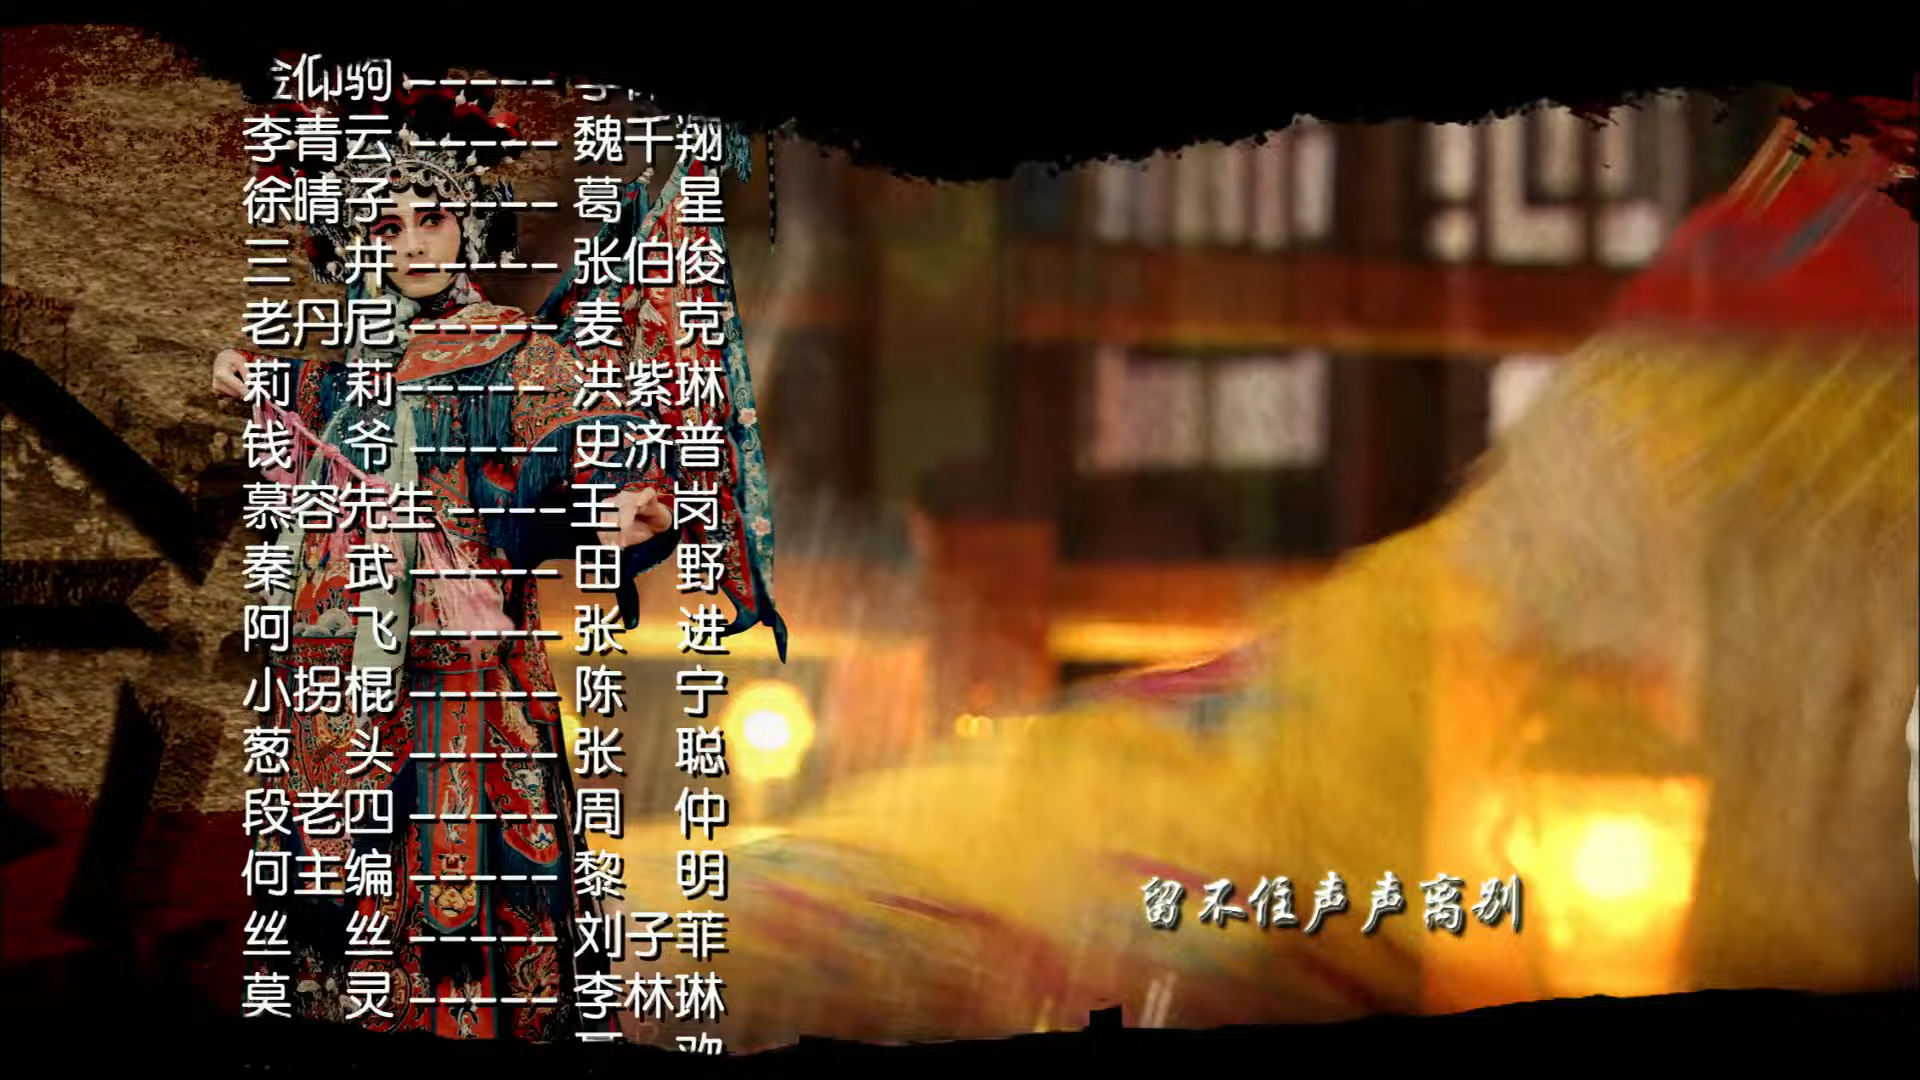 仰驹-----
李青云-----魏千翔
徐晴子-----葛　星
三　井-----张伯俊
老丹尼-----麦　克
莉　莉-----洪紫琳
钱　爷-----史济普
慕容先生----王　岗
秦　武-----田　野
阿　飞-----张　进
小拐棍-----陈　宁
葱　头-----张　聪
段老四-----周　仲
何主编-----黎　明
丝　丝-----刘子菲
莫　灵-----李林琳
留不住声声离别